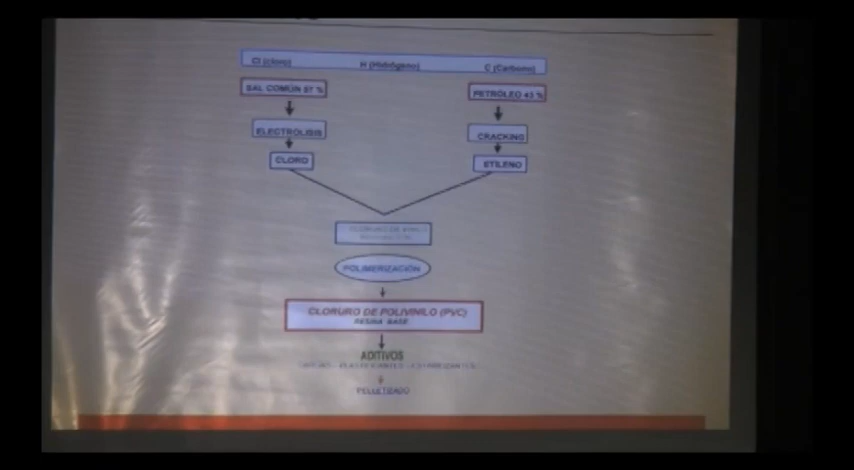 Cl (cloro) H (Hidrógeno) C (Carbono)
SAL COMÚN 57 % PETROLEO 43 %
ELECTROLISIS CRACKING
CLORO ETILENO
POLIMERIZACIÓN
CLORURO DE POLIVINILO (PVC)
RESINA BASE
ADITIVOS
PELLETIZADO